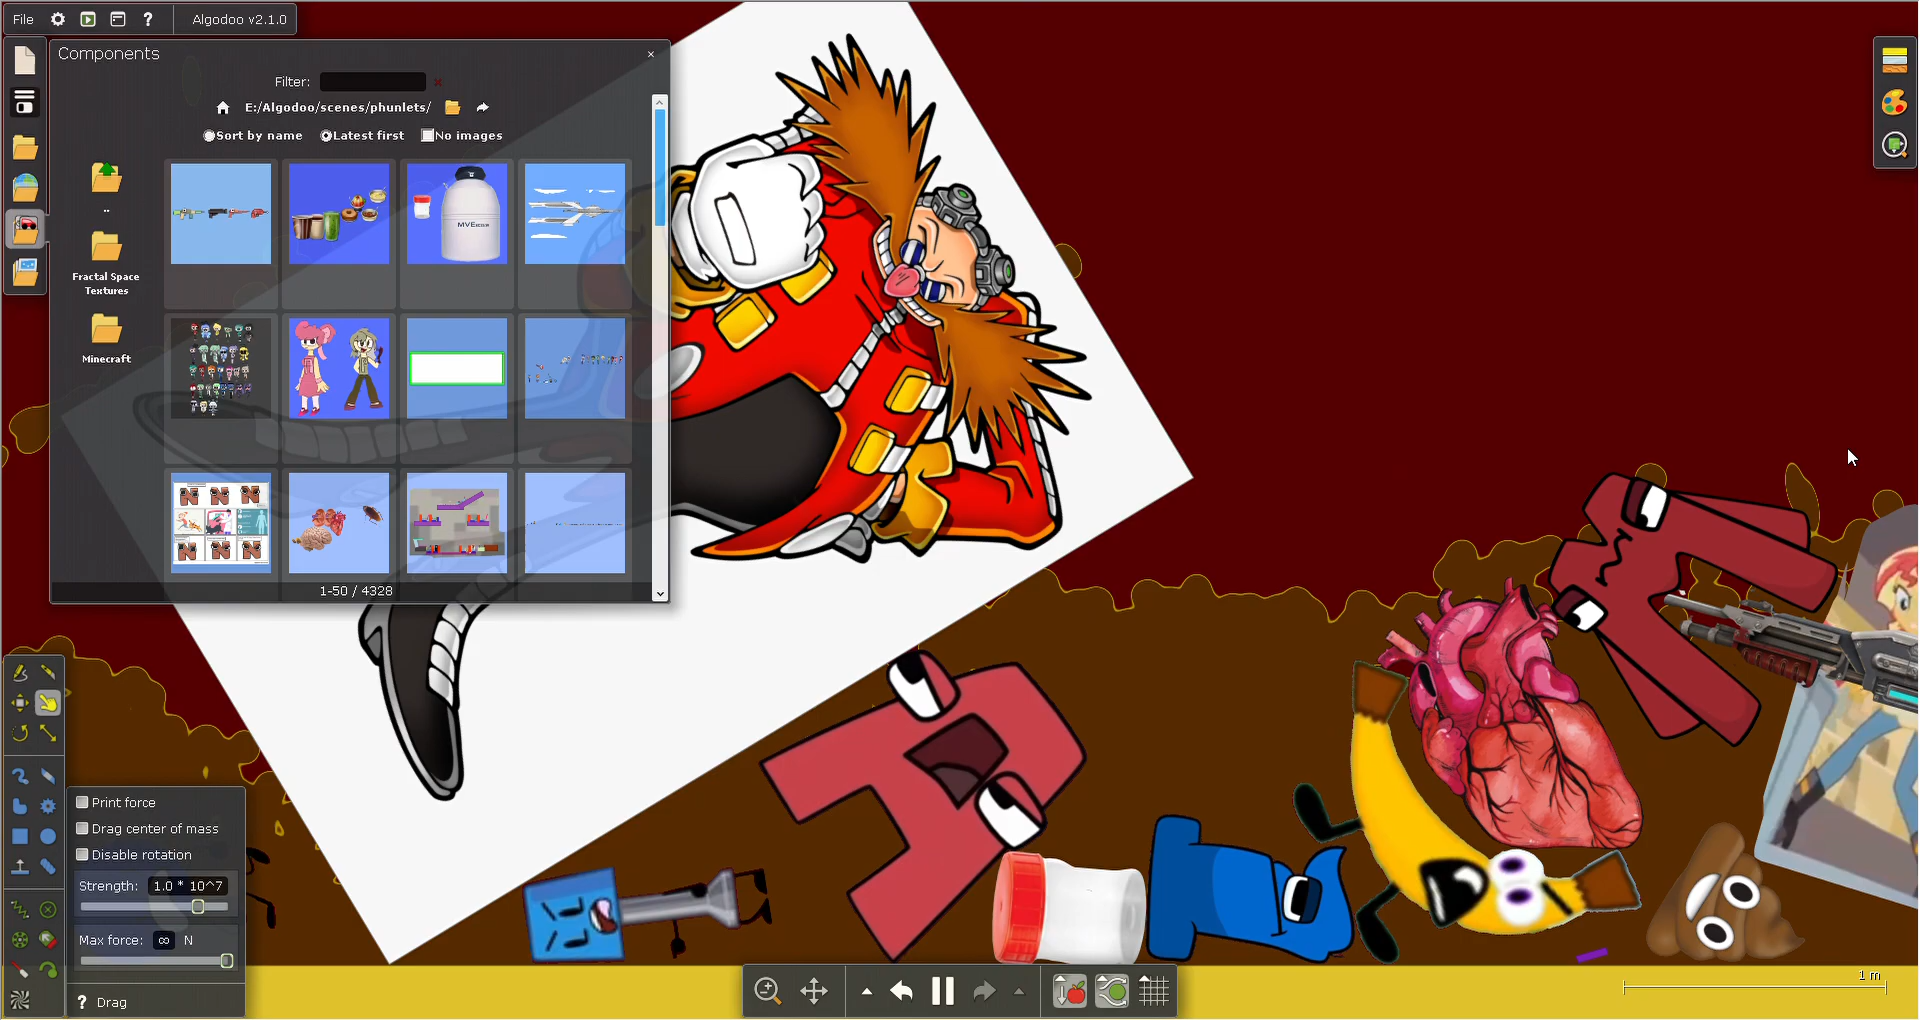 File
?
Algodoo v2.1.0
Components
×
Filter:
E:/Algodoo/scenes/phunlets/
Sort by name
Latest first
No images
..
Fractal Space
Textures
Minecraft
MVE
1-50 / 4328
Print force
Drag center of mass
Disable rotation
Strength: 1.0 * 10^7
Max force: ∞ N
? Drag
1 m